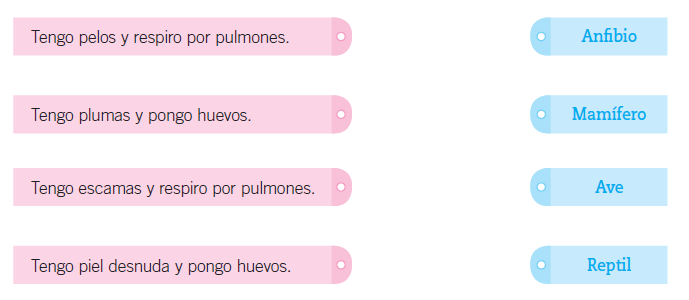 Tengo pelos y respiro por pulmones. Anfibio
Tengo plumas y pongo huevos. Mamífero
Tengo escamas y respiro por pulmones. Ave
Tengo piel desnuda y pongo huevos. Reptil